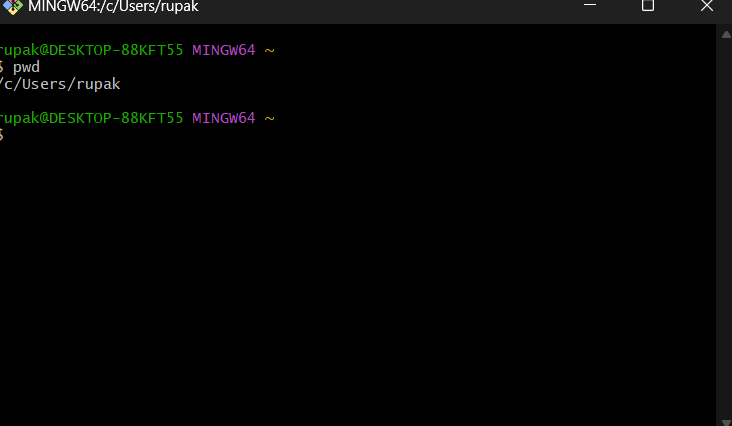 MINGW64:/c/Users/rupak
rupak@DESKTOP-88KFT55 MINGW64 ~
$ pwd
/c/Users/rupak
rupak@DESKTOP-88KFT55 MINGW64 ~
$